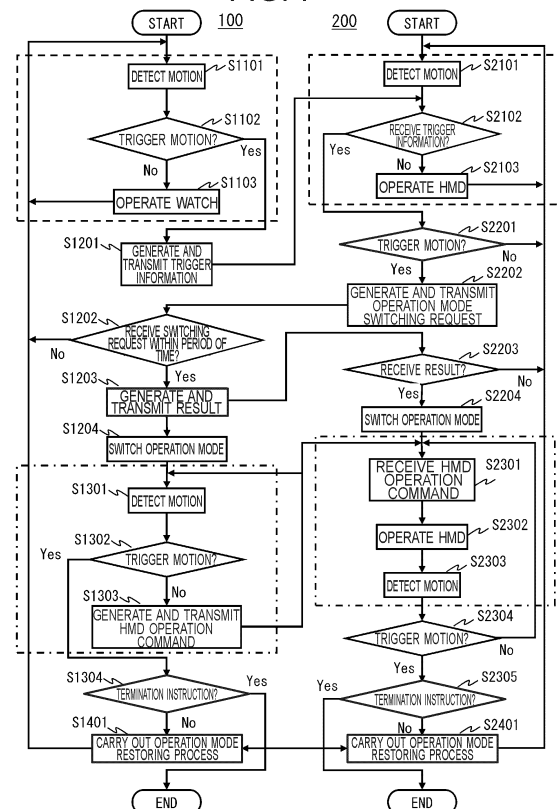 START
100
S1101
DETECT MOTION
S1102
TRIGGER MOTION?
Yes
No
S1103
OPERATE WATCH
S1201
GENERATE AND
TRANSMIT TRIGGER
INFORMATION
S1202
RECEIVE SWITCHING
REQUEST WITHIN PERIOD OF
TIME?
No
Yes
S1203
GENERATE AND
TRANSMIT RESULT
S1204
SWITCH OPERATION MODE
S1301
DETECT MOTION
S1302
Yes
TRIGGER MOTION?
No
S1303
GENERATE AND TRANSMIT
HMD OPERATION
COMMAND
S1304
Yes
TERMINATION INSTRUCTION?
No
S1401
CARRY OUT OPERATION MODE
RESTORING PROCESS
END
200
START
S2101
DETECT MOTION
S2102
RECEIVE TRIGGER
INFORMATION?
Yes
No
S2103
OPERATE HMD
S2201
TRIGGER MOTION?
No
Yes
S2202
GENERATE AND TRANSMIT
OPERATION MODE
SWITCHING REQUEST
S2203
RECEIVE RESULT?
No
Yes
S2204
SWITCH OPERATION MODE
S2301
RECEIVE HMD
OPERATION
COMMAND
S2302
OPERATE HMD
S2303
DETECT MOTION
S2304
TRIGGER MOTION?
No
Yes
S2305
Yes
TERMINATION INSTRUCTION?
No
S2401
CARRY OUT OPERATION MODE
RESTORING PROCESS
END